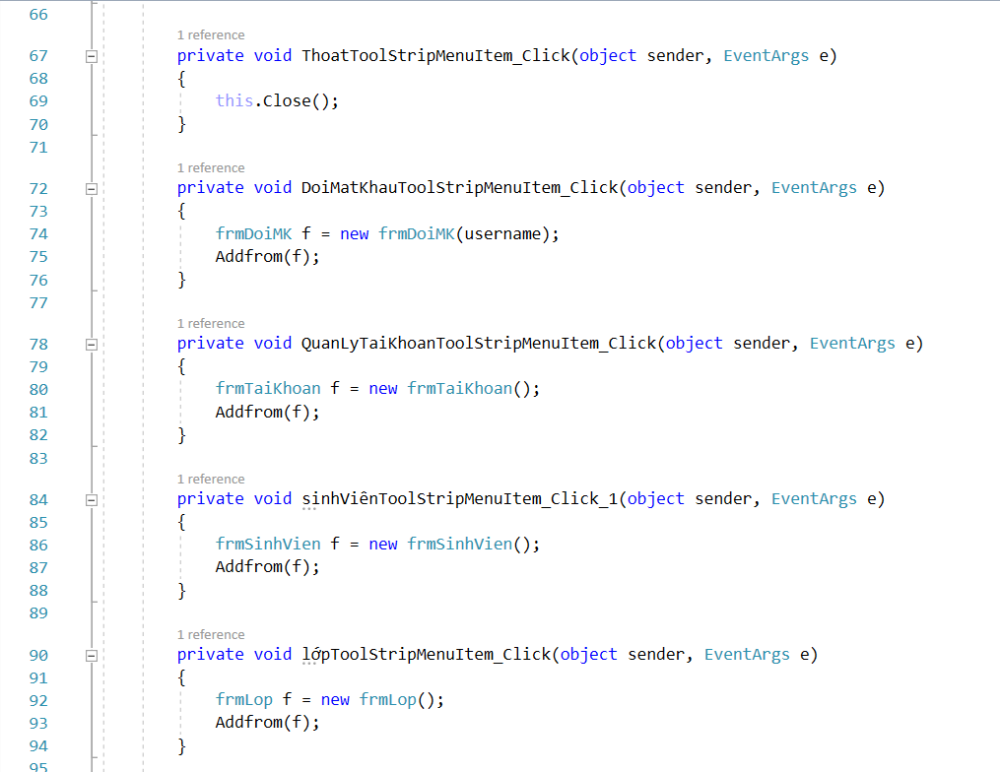 66
1 reference
67 private void ThoatToolStripMenuItem_Click(object sender, EventArgs e)
68 {
69 this.Close();
70 }
71
1 reference
72 private void DoiMatKhauToolStripMenuItem_Click(object sender, EventArgs e)
73 {
74 frmDoiMK f = new frmDoiMK(username);
75 Addfrom(f);
76 }
77
1 reference
78 private void QuanLyTaiKhoanToolStripMenuItem_Click(object sender, EventArgs e)
79 {
80 frmTaiKhoan f = new frmTaiKhoan();
81 Addfrom(f);
82 }
83
1 reference
84 private void sinhViênToolStripMenuItem_Click_1(object sender, EventArgs e)
85 {
86 frmSinhVien f = new frmSinhVien();
87 Addfrom(f);
88 }
89
1 reference
90 private void lớpToolStripMenuItem_Click(object sender, EventArgs e)
91 {
92 frmLop f = new frmLop();
93 Addfrom(f);
94 }
95